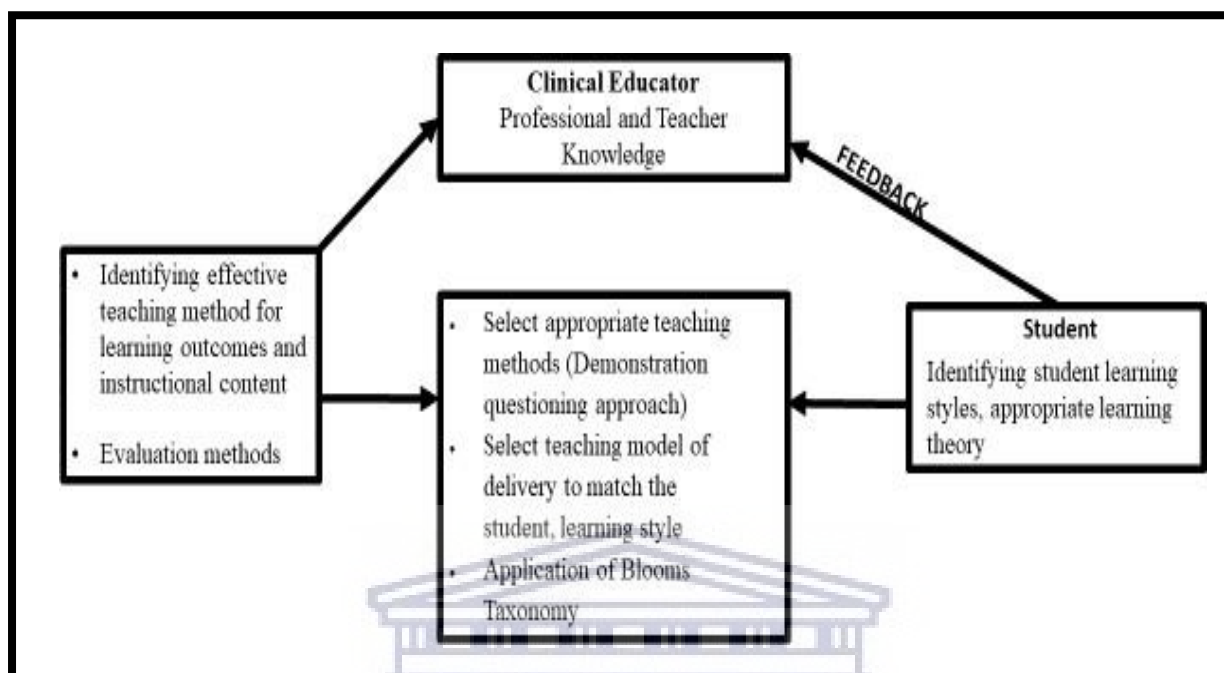 Clinical Educator
Professional and Teacher
Knowledge
FEEDBACK
• Identifying effective
teaching method for
learning outcomes and
instructional content
• Evaluation methods
• Select appropriate teaching
methods (Demonstration
questioning approach)
• Select teaching model of
delivery to match the
student, learning style
• Application of Blooms
Taxonomy
Student
Identifying student learning
styles, appropriate learning
theory